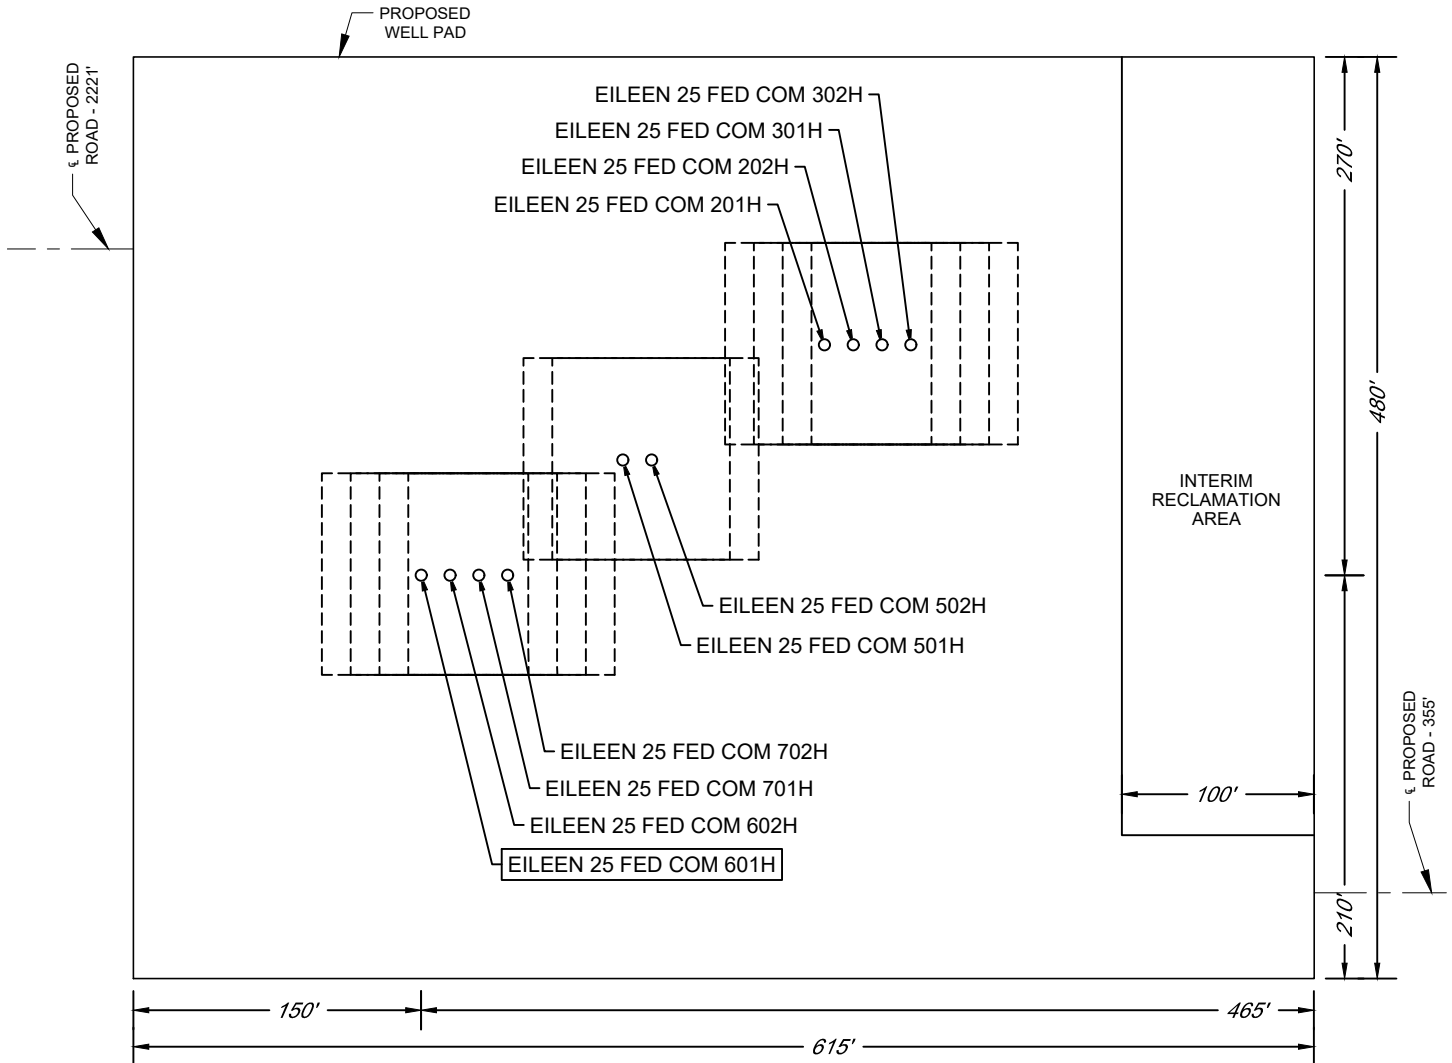 PROPOSED
WELL PAD
℄ PROPOSED
ROAD - 2221'
EILEEN 25 FED COM 302H
EILEEN 25 FED COM 301H
EILEEN 25 FED COM 202H
EILEEN 25 FED COM 201H
270'
480'
INTERIM
RECLAMATION
AREA
EILEEN 25 FED COM 502H
EILEEN 25 FED COM 501H
℄ PROPOSED
ROAD - 355'
EILEEN 25 FED COM 702H
EILEEN 25 FED COM 701H
100'
EILEEN 25 FED COM 602H
EILEEN 25 FED COM 601H
210'
150'
465'
615'